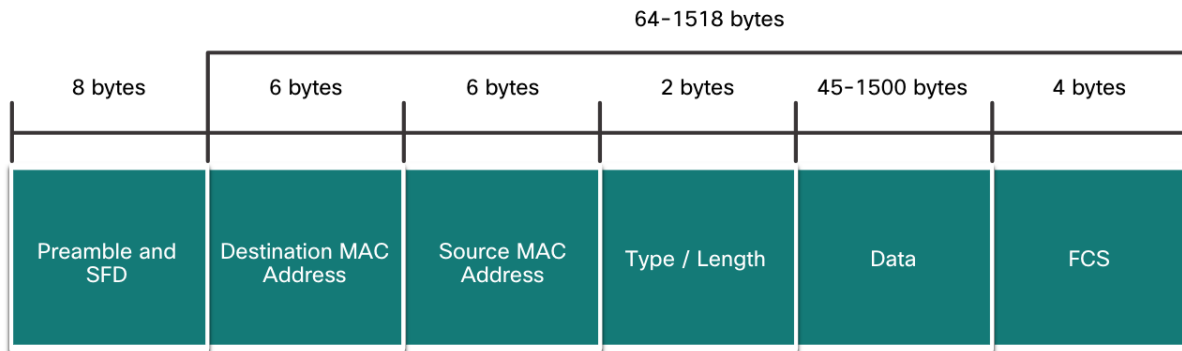 64-1518 bytes
8 bytes
6 bytes
6 bytes
2 bytes
45-1500 bytes
4 bytes
Preamble and
SFD
Destination MAC
Address
Source MAC
Address
Type / Length
Data
FCS